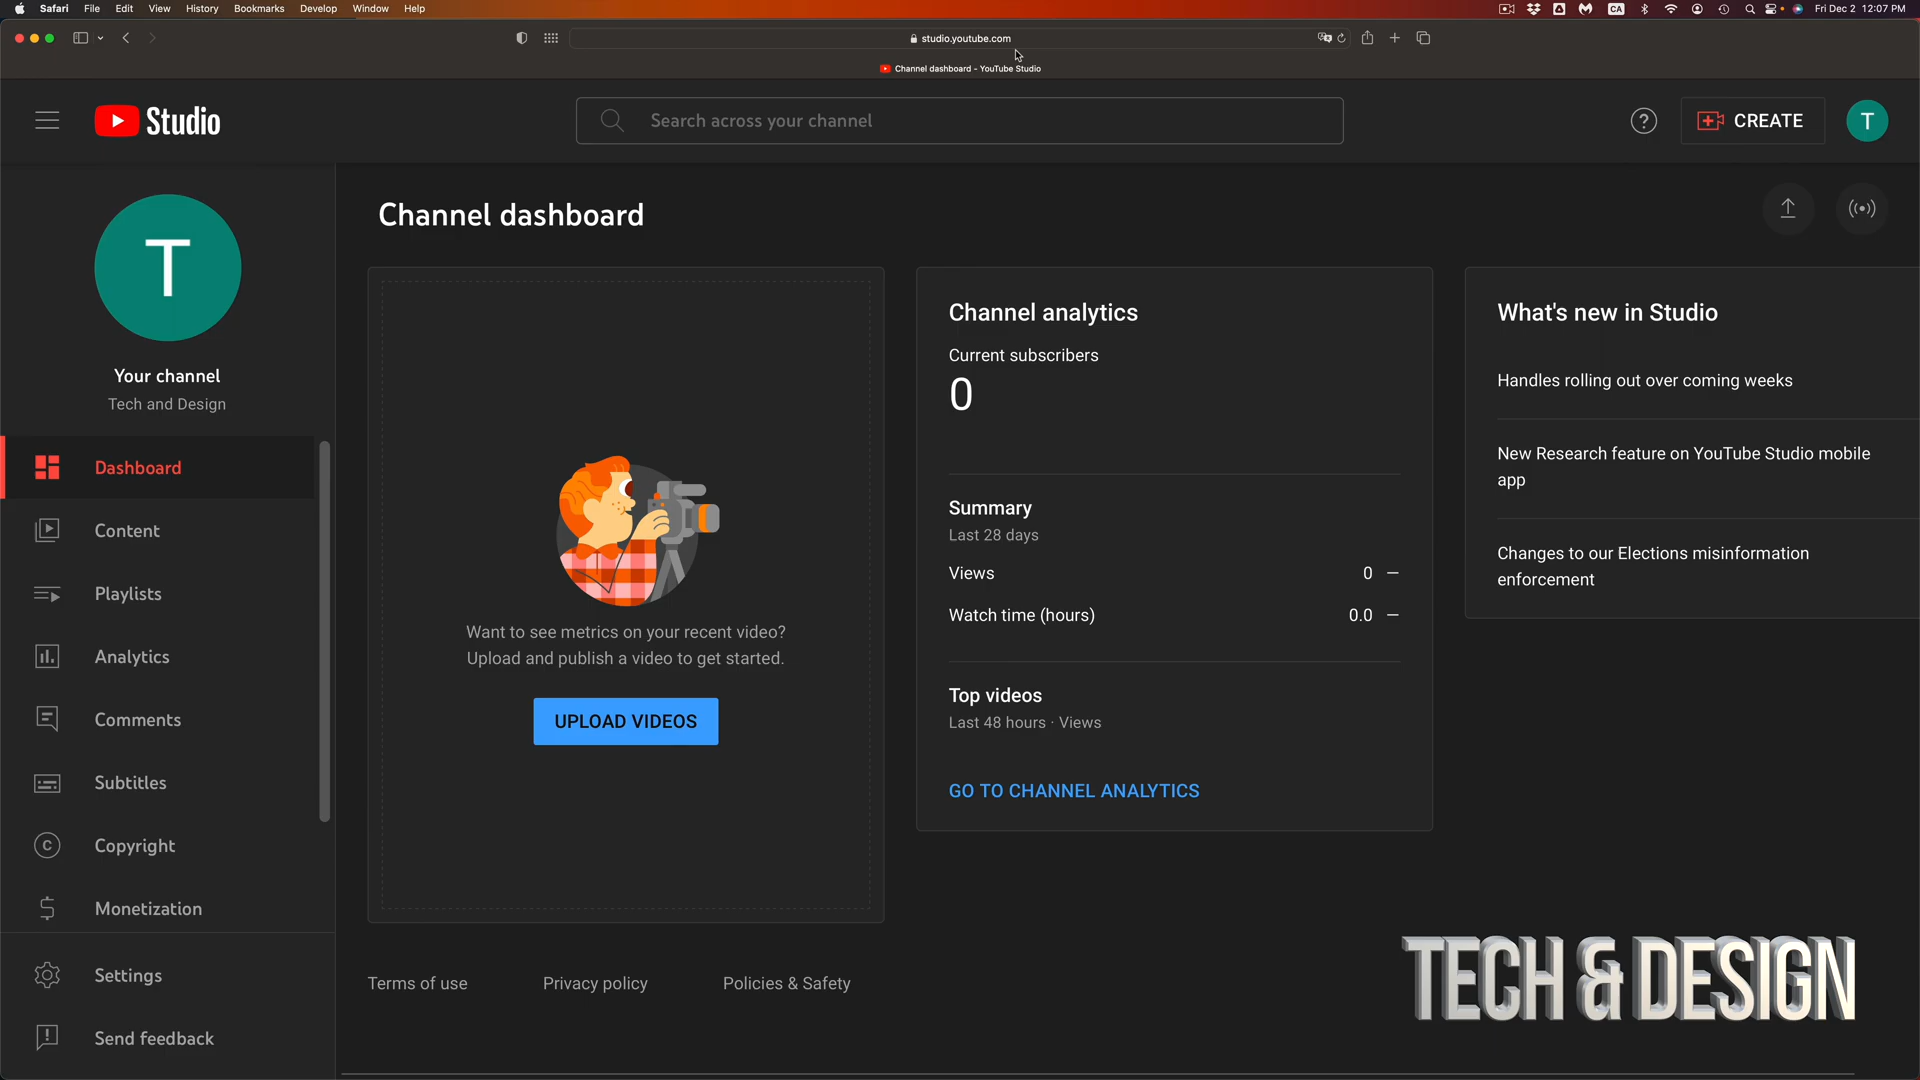 Safari File Edit View History Bookmarks Develop Window Help
CA Fri Dec 2 12:07 PM
studio.youtube.com
Channel dashboard - YouTube Studio
Studio
Search across your channel
?
CREATE
T
T
Your channel
Tech and Design
Dashboard
Content
Playlists
Analytics
Comments
Subtitles
Copyright
Monetization
Settings
Send feedback
Channel dashboard
Want to see metrics on your recent video?
Upload and publish a video to get started.
UPLOAD VIDEOS
Channel analytics
Current subscribers
0
Summary
Last 28 days
Views 0 —
Watch time (hours) 0.0 —
Top videos
Last 48 hours · Views
GO TO CHANNEL ANALYTICS
What's new in Studio
Handles rolling out over coming weeks
New Research feature on YouTube Studio mobile
app
Changes to our Elections misinformation
enforcement
Terms of use Privacy policy Policies & Safety
TECH & DESIGN